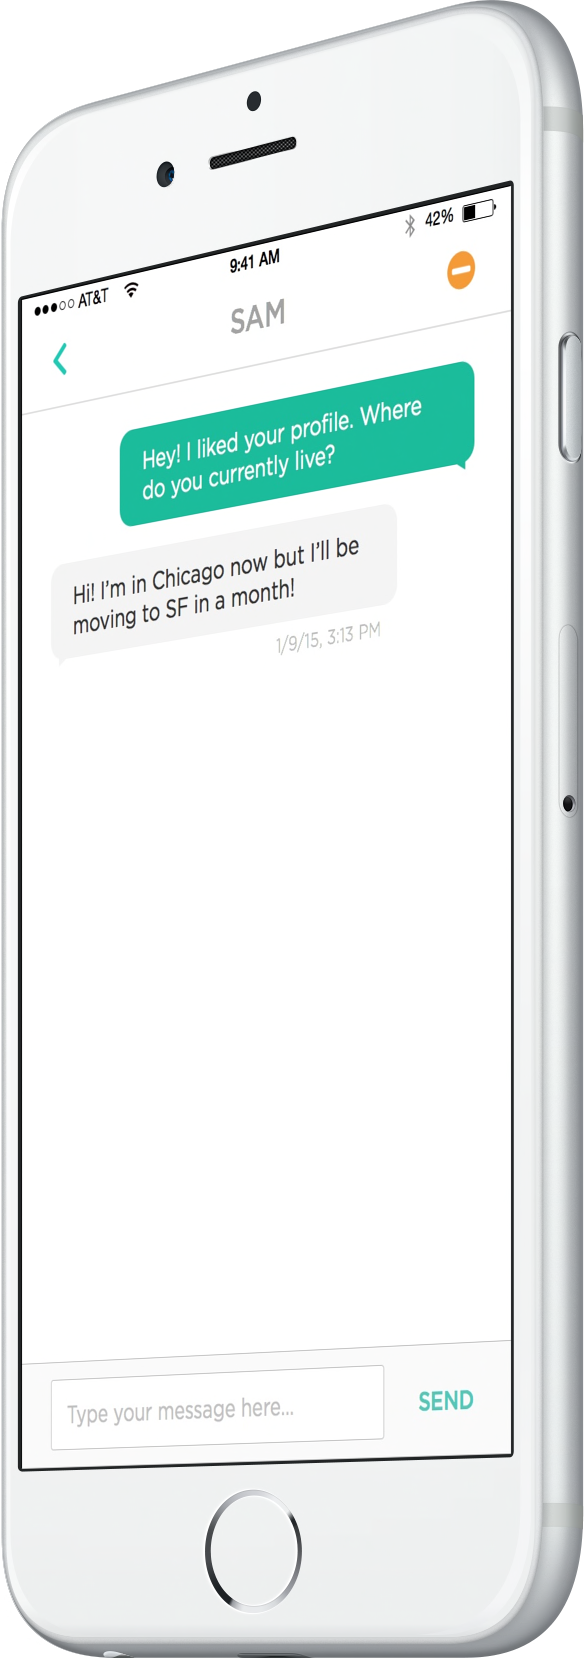 AT&T
9:41 AM
42%
SAM
Hey! I liked your profile. Where
do you currently live?
Hi! I'm in Chicago now but I'll be
moving to SF in a month!
1/9/15, 3:13 PM
Type your message here...
SEND